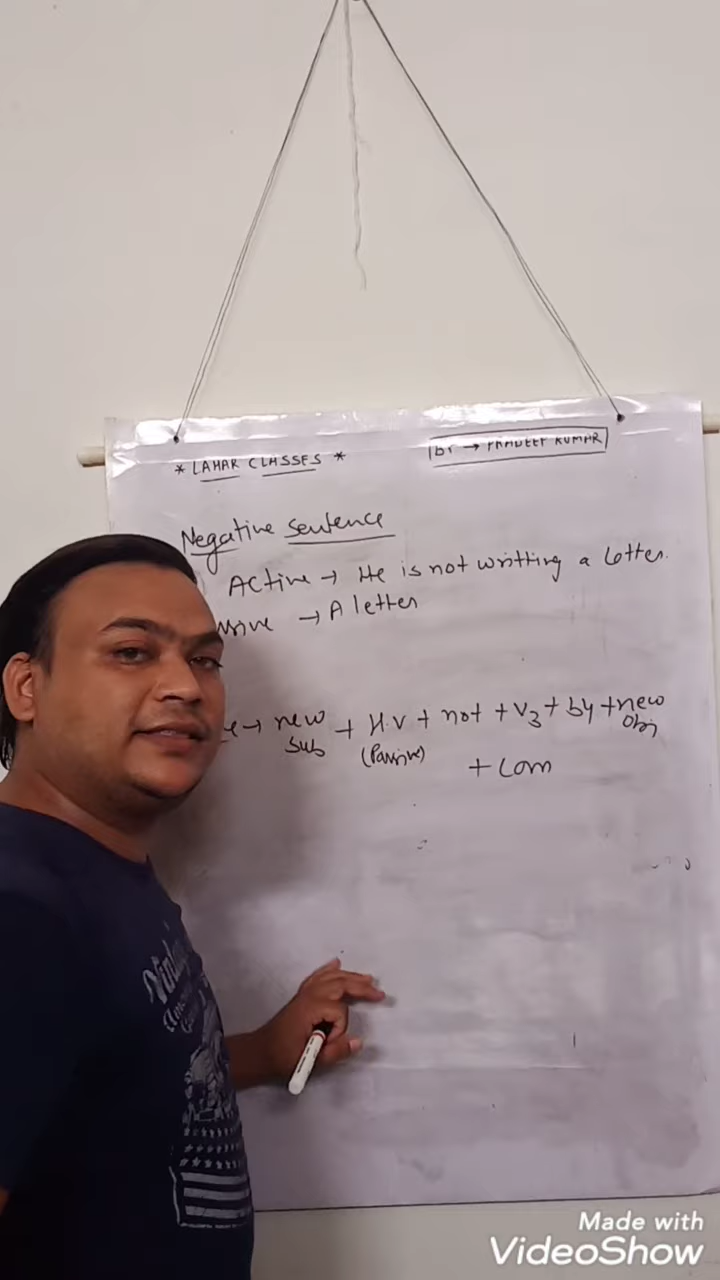 * LAHAR CLASSES *
by → PRADEEP KUMAR
Negative sentence
Active → He is not writting a letter.
ssive → A letter
e → new sub + H.V (Passive) + not + V3 + by + new obj
+ com
Made with
VideoShow